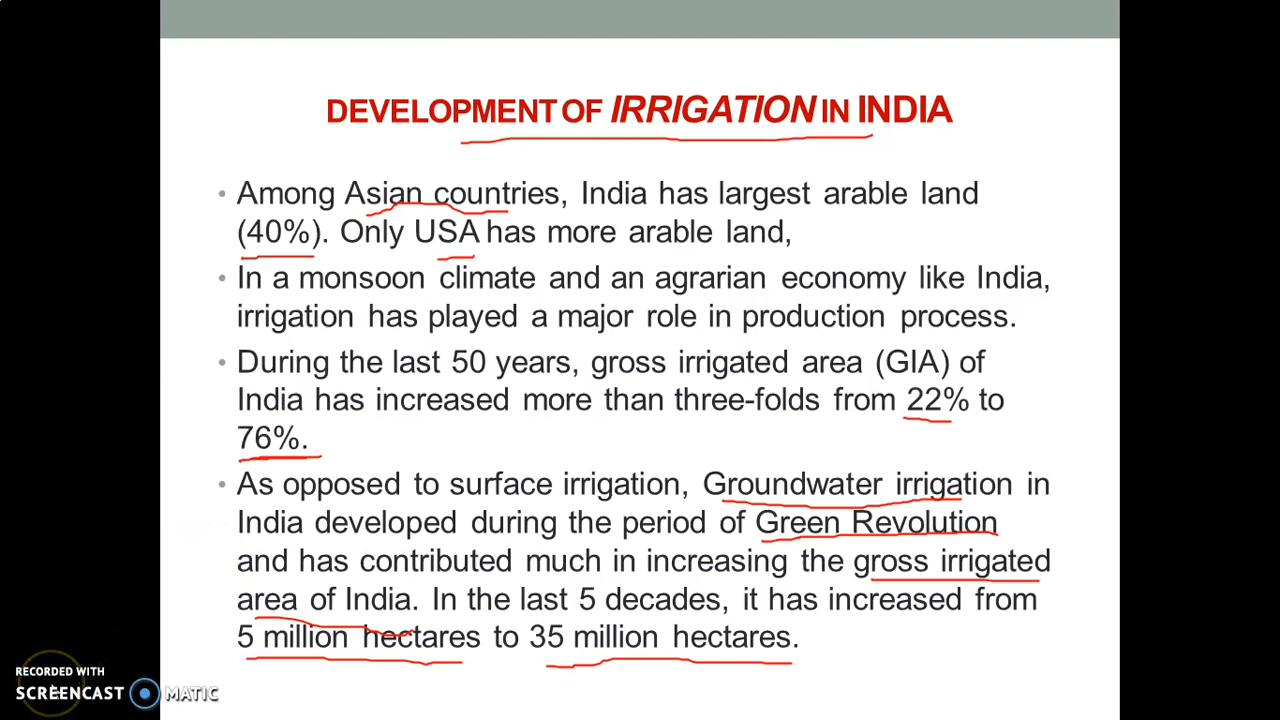 DEVELOPMENT OF IRRIGATION IN INDIA
• Among Asian countries, India has largest arable land
(40%). Only USA has more arable land,
• In a monsoon climate and an agrarian economy like India,
irrigation has played a major role in production process.
• During the last 50 years, gross irrigated area (GIA) of
India has increased more than three-folds from 22% to
76%.
• As opposed to surface irrigation, Groundwater irrigation in
India developed during the period of Green Revolution
and has contributed much in increasing the gross irrigated
area of India. In the last 5 decades, it has increased from
5 million hectares to 35 million hectares.
RECORDED WITH
SCREENCAST MATIC